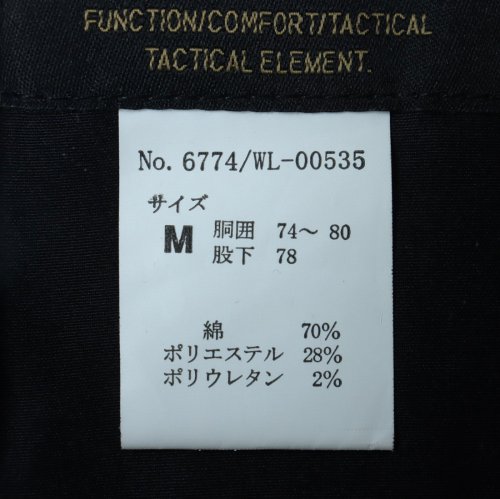 FUNCTION/COMFORT/TACTICAL
TACTICAL ELEMENT.
No. 6774/WL-00535
サイズ
M 胴囲 74～ 80
股下 78
綿 70%
ポリエステル 28%
ポリウレタン 2%